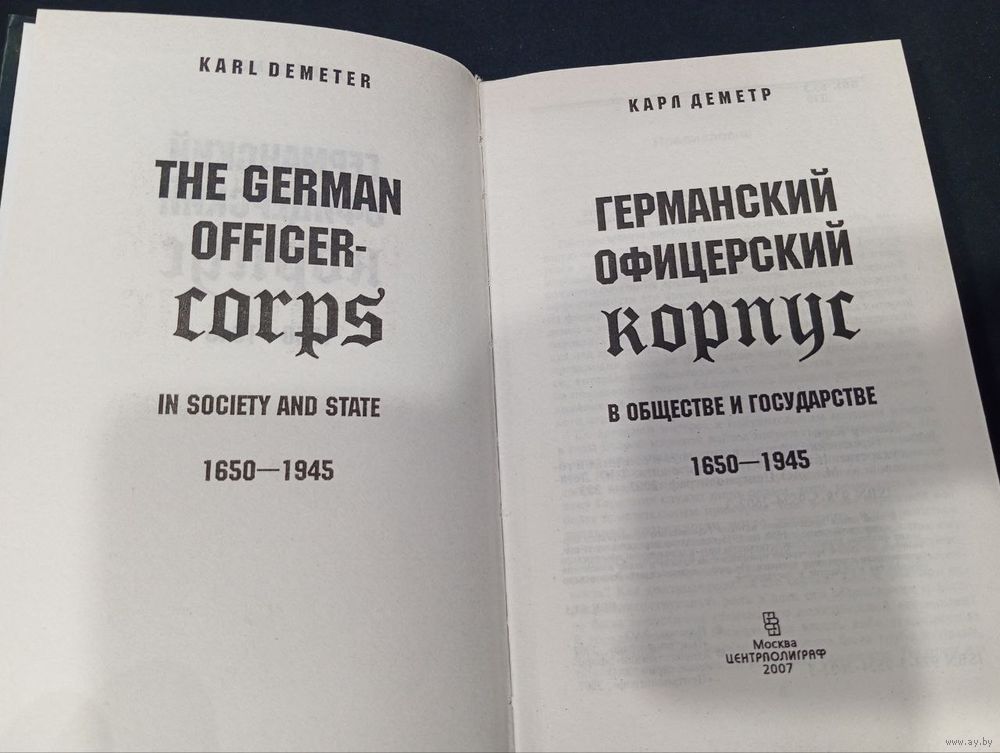 KARL DEMETER
THE GERMAN
OFFICER-
corps
IN SOCIETY AND STATE
1650—1945
КАРЛ ДЕМЕТР
ГЕРМАНСКИЙ
ОФИЦЕРСКИЙ
корпус
В ОБЩЕСТВЕ И ГОСУДАРСТВЕ
1650—1945
Москва
ЦЕНТРПОЛИГРАФ
2007
www.ay.by